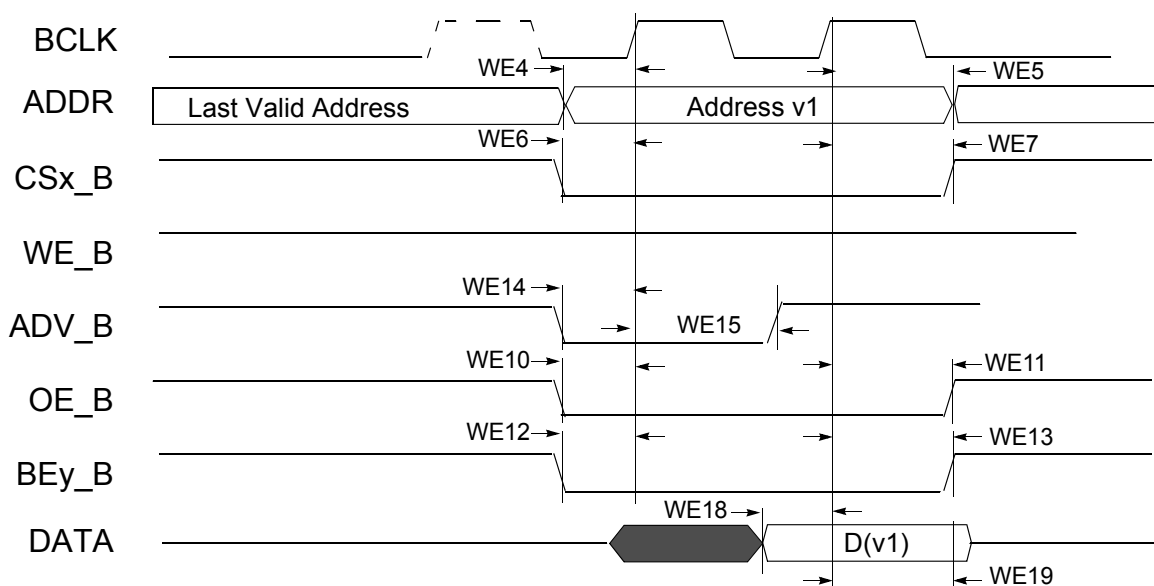 BCLK
WE4
WE5
ADDR
Last Valid Address
Address v1
WE6
WE7
CSx_B
WE_B
WE14
ADV_B
WE15
WE10
WE11
OE_B
WE12
WE13
BEy_B
WE18
DATA
D(v1)
WE19